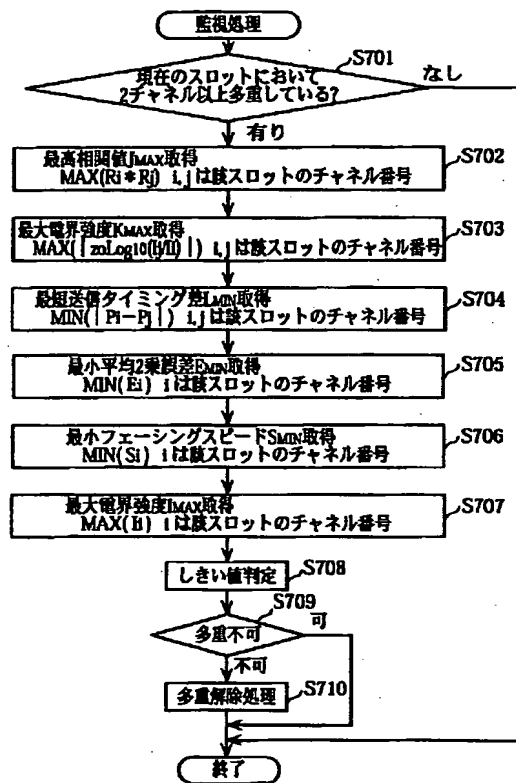 監視処理
S701
現在のスロットにおいて
2チャネル以上多重している?
なし
有り
最高相関値JMAX取得
MAX(Ri*Rj) i,jは該スロットのチャネル番号
S702
最大電界強度KMAX取得
MAX(|20Log10(Ij/Ii)|) i,jは該スロットのチャネル番号
S703
最短送信タイミング差LMIN取得
MIN(|Pi-Pj|) i,jは該スロットのチャネル番号
S704
最小平均2乗誤差EMIN取得
MIN(Ei) iは該スロットのチャネル番号
S705
最小フェーシングスピードSMIN取得
MIN(Si) iは該スロットのチャネル番号
S706
最大電界強度IMAX取得
MAX(Ii) iは該スロットのチャネル番号
S707
しきい値判定
S708
S709
多重不可
可
不可
多重解除処理
S710
終了